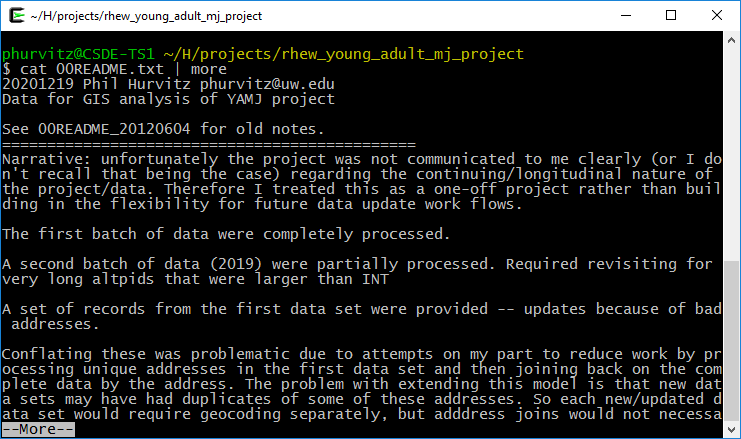 ~/H/projects/rhew_young_adult_mj_project
phurvitz@CSDE-TS1 ~/H/projects/rhew_young_adult_mj_project
$ cat 00README.txt | more
20201219 Phil Hurvitz phurvitz@uw.edu
Data for GIS analysis of YAMJ project
See 00README_20120604 for old notes.
==============================================
Narrative: unfortunately the project was not communicated to me clearly (or I do
n't recall that being the case) regarding the continuing/longitudinal nature of
the project/data. Therefore I treated this as a one-off project rather than buil
ding in the flexibility for future data update work flows.
The first batch of data were completely processed.
A second batch of data (2019) were partially processed. Required revisiting for
very long altpids that were larger than INT
A set of records from the first data set were provided -- updates because of bad
 addresses.
Conflating these was problematic due to attempts on my part to reduce work by pr
ocessing unique addresses in the first data set and then joining back on the com
plete data by the address. The problem with extending this model is that new dat
a sets may have had duplicates of some of these addresses. So each new/updated d
ata set would require geocoding separately, but adddress joins would not necessa
--More--